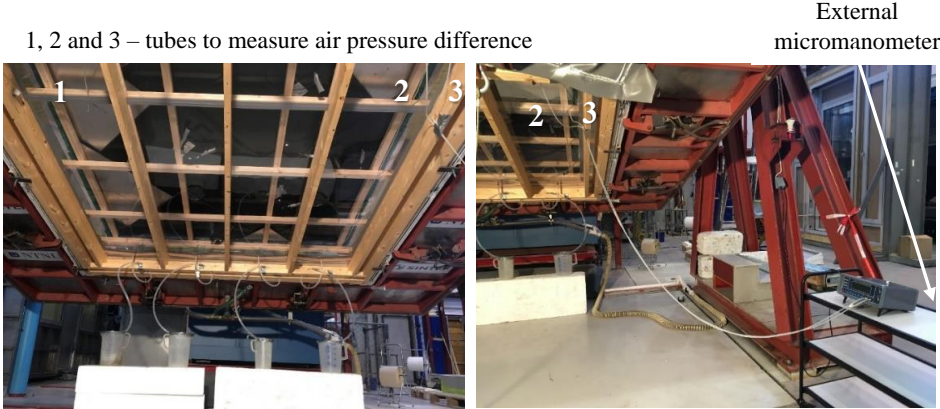 External
1, 2 and 3 – tubes to measure air pressure difference
micromanometer
1
2
3
2
3